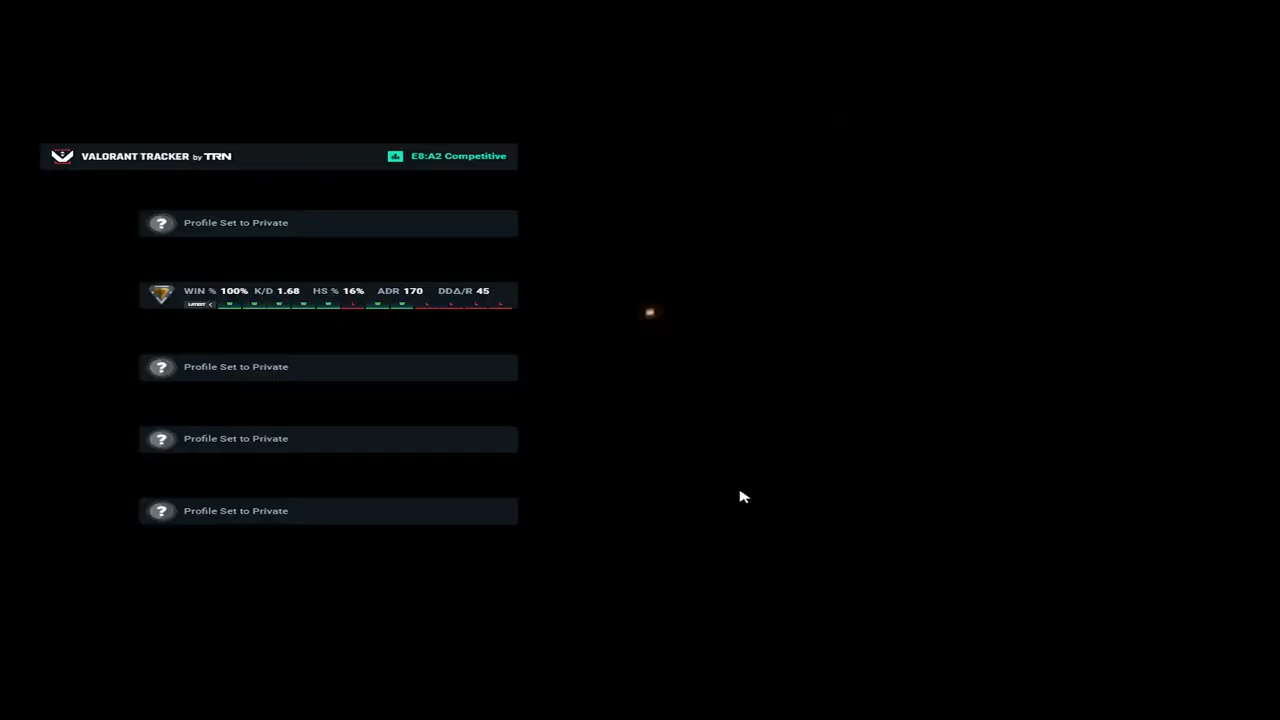 VALORANT TRACKER by TRN E8:A2 Competitive
? Profile Set to Private
WIN % 100% K/D 1.68 HS % 16% ADR 170 DDΔ/R 45
LATEST < W W W W W L W W L L L L
? Profile Set to Private
? Profile Set to Private
? Profile Set to Private